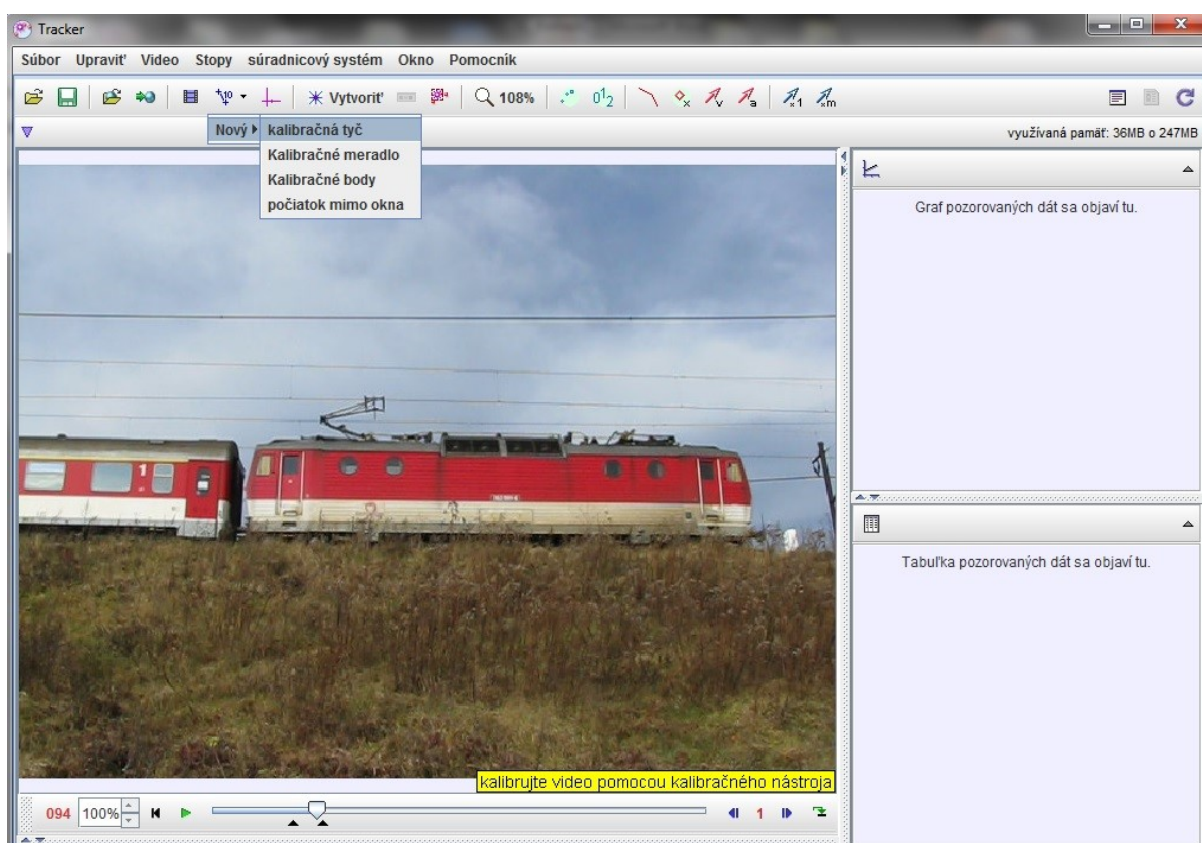 Tracker
Súbor Upraviť Video Stopy súradnicový systém Okno Pomocník
Vytvoriť 108%
Nový kalibračná tyč
Kalibračné meradlo
Kalibračné body
počiatok mimo okna
využívaná pamäť: 36MB o 247MB
Graf pozorovaných dát sa objaví tu.
1
Tabuľka pozorovaných dát sa objaví tu.
kalibrujte video pomocou kalibračného nástroja
094 100% 1